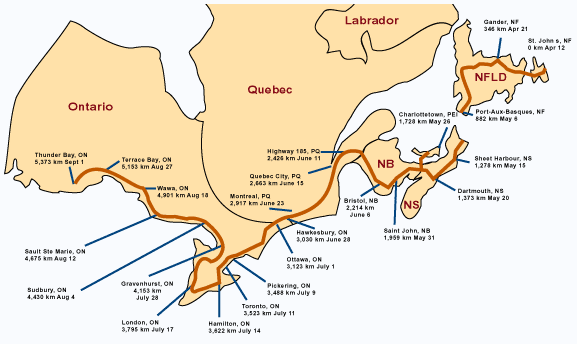 Labrador
Gander, NF
346 km Apr 21
St. John s, NF
0 km Apr 12
NFLD
Quebec
Ontario
Port-Aux-Basques, NF
882 km May 6
Charlottetown, PEI
1,728 km May 26
Thunder Bay, ON
5,373 km Sept 1
Terrace Bay, ON
5,153 km Aug 27
Highway 185, PQ
2,426 km June 11
NB
Sheet Harbour, NS
1,278 km May 15
Quebec City, PQ
2,663 km June 15
Wawa, ON
4,901 km Aug 18
Montreal, PQ
2,917 km June 23
Dartmouth, NS
1,373 km May 20
Bristol, NB
2,214 km
June 6
NS
Saint John, NB
1,959 km May 31
Hawkesbury, ON
3,030 km June 28
Sault Ste Marie, ON
4,675 km Aug 12
Ottawa, ON
3,123 km July 1
Gravenhurst, ON
4,153 km
July 28
Sudbury, ON
4,430 km Aug 4
Pickering, ON
3,488 km July 9
Toronto, ON
3,523 km July 11
London, ON
3,795 km July 17
Hamilton, ON
3,622 km July 14